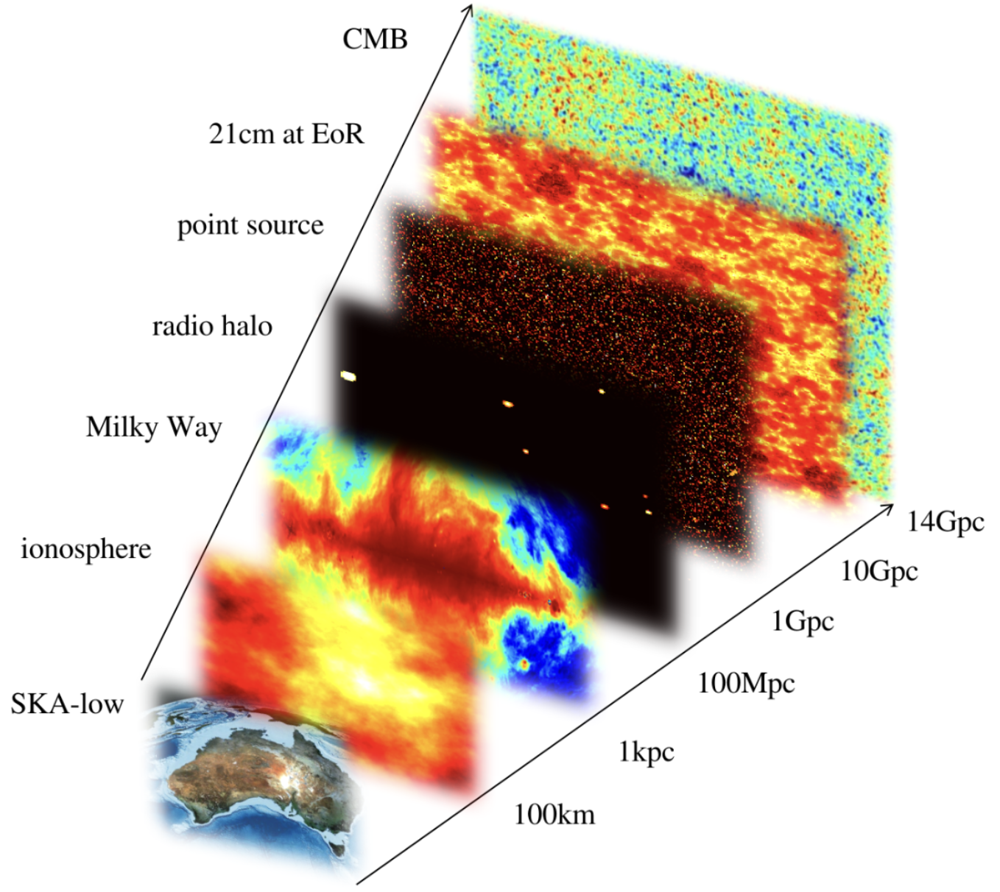 CMB
21cm at EoR
point source
radio halo
Milky Way
ionosphere
SKA-low
14Gpc
10Gpc
1Gpc
100Mpc
1kpc
100km